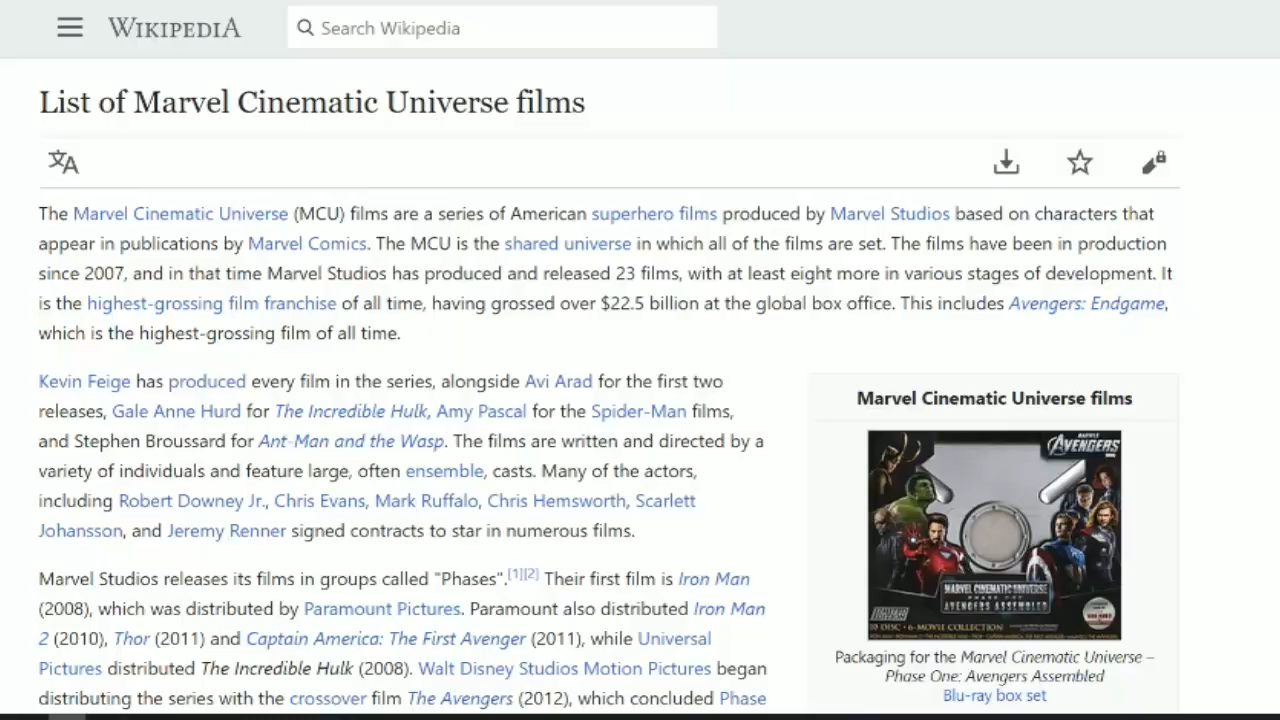 WIKIPEDIA
Search Wikipedia
List of Marvel Cinematic Universe films
The Marvel Cinematic Universe (MCU) films are a series of American superhero films produced by Marvel Studios based on characters that
appear in publications by Marvel Comics. The MCU is the shared universe in which all of the films are set. The films have been in production
since 2007, and in that time Marvel Studios has produced and released 23 films, with at least eight more in various stages of development. It
is the highest-grossing film franchise of all time, having grossed over $22.5 billion at the global box office. This includes Avengers: Endgame,
which is the highest-grossing film of all time.
Kevin Feige has produced every film in the series, alongside Avi Arad for the first two
releases, Gale Anne Hurd for The Incredible Hulk, Amy Pascal for the Spider-Man films,
and Stephen Broussard for Ant-Man and the Wasp. The films are written and directed by a
variety of individuals and feature large, often ensemble, casts. Many of the actors,
including Robert Downey Jr., Chris Evans, Mark Ruffalo, Chris Hemsworth, Scarlett
Johansson, and Jeremy Renner signed contracts to star in numerous films.
Marvel Studios releases its films in groups called "Phases".[1][2] Their first film is Iron Man
(2008), which was distributed by Paramount Pictures. Paramount also distributed Iron Man
2 (2010), Thor (2011) and Captain America: The First Avenger (2011), while Universal
Pictures distributed The Incredible Hulk (2008). Walt Disney Studios Motion Pictures began
distributing the series with the crossover film The Avengers (2012), which concluded Phase
Marvel Cinematic Universe films
MARVEL
AVENGERS
MARVEL CINEMATIC UNIVERSE
PHASE ONE
AVENGERS ASSEMBLED
10 DISC • 6-MOVIE COLLECTION
Packaging for the Marvel Cinematic Universe –
Phase One: Avengers Assembled
Blu-ray box set